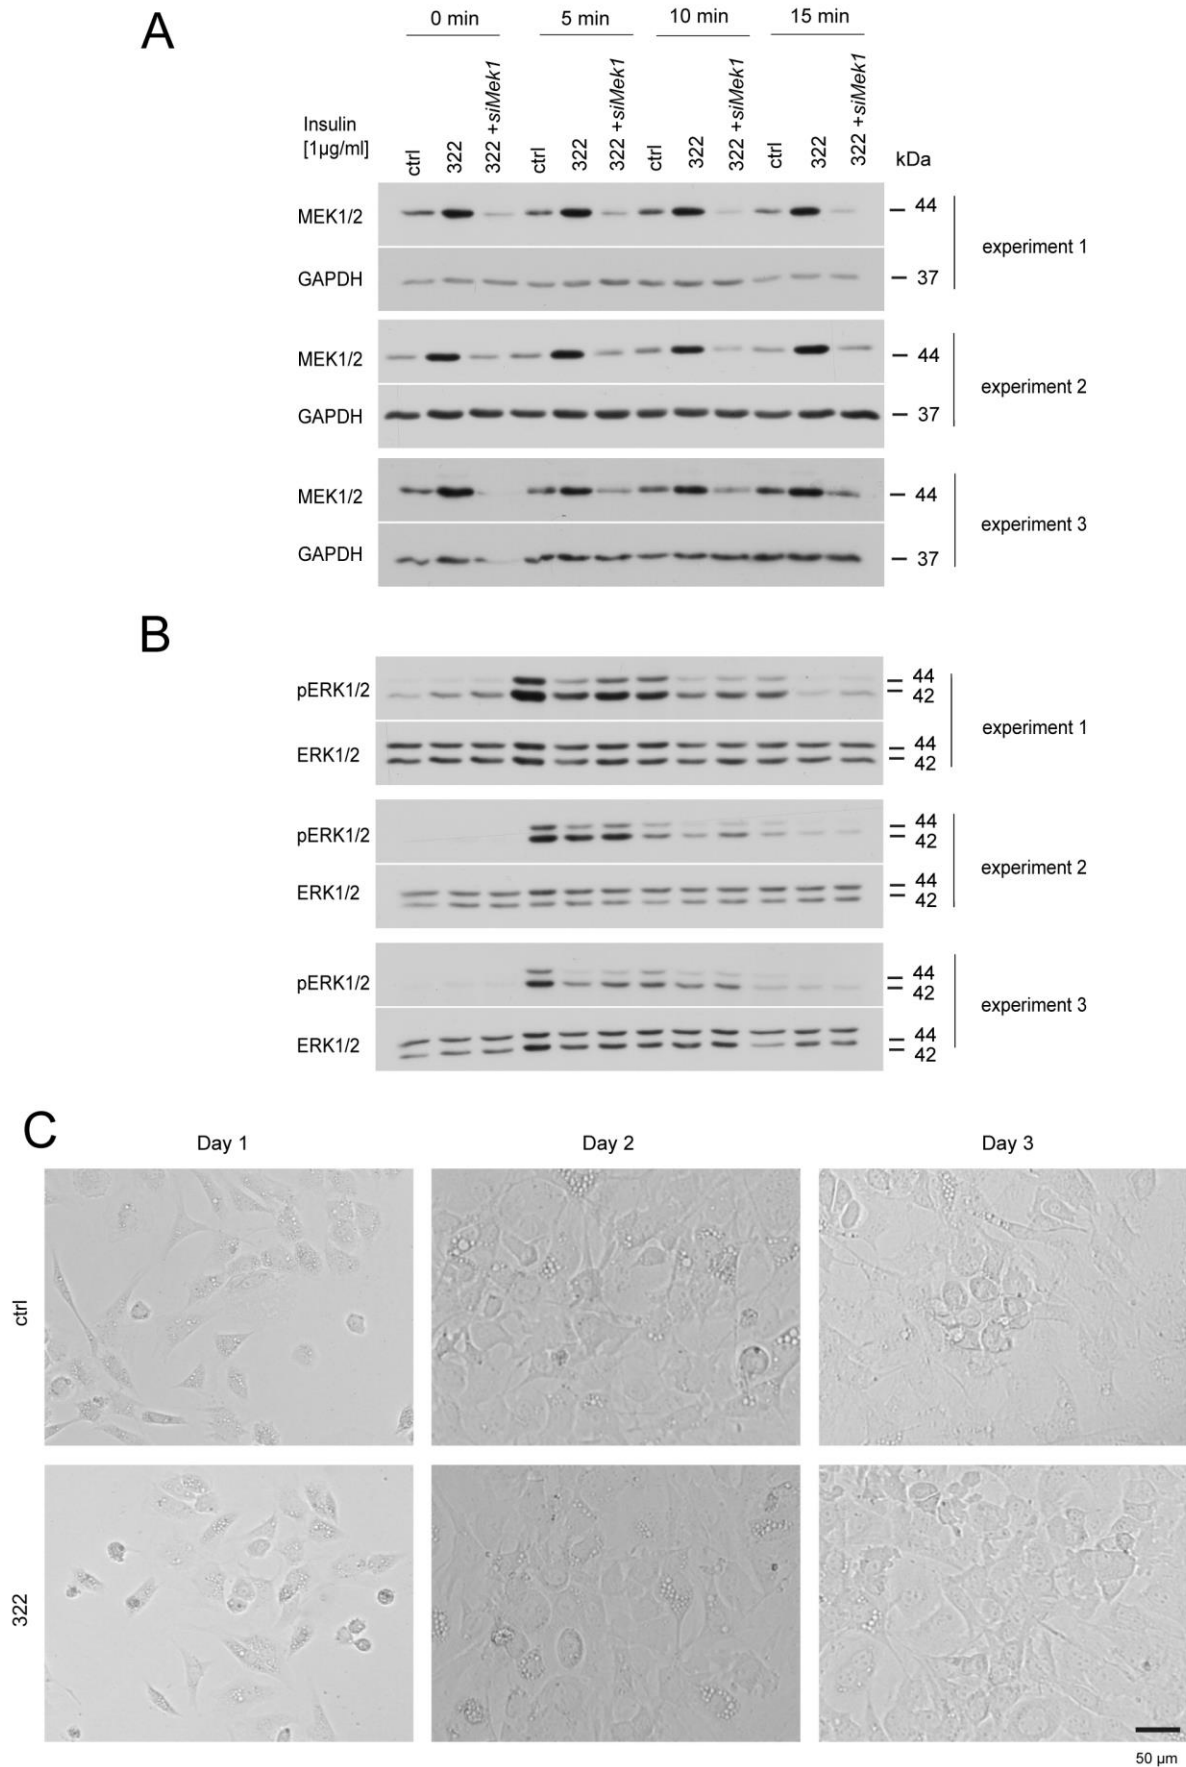 A
0 min 5 min 10 min 15 min
Insulin
[1µg/ml]
ctrl 322 322 +siMek1 ctrl 322 322 +siMek1 ctrl 322 322 +siMek1 ctrl 322 322 +siMek1
kDa
MEK1/2 44
experiment 1
GAPDH 37
MEK1/2 44
experiment 2
GAPDH 37
MEK1/2 44
experiment 3
GAPDH 37
B
pERK1/2 44
42
experiment 1
ERK1/2 44
42
pERK1/2 44
42
experiment 2
ERK1/2 44
42
pERK1/2 44
42
experiment 3
ERK1/2 44
42
C
Day 1 Day 2 Day 3
ctrl
322
50 µm